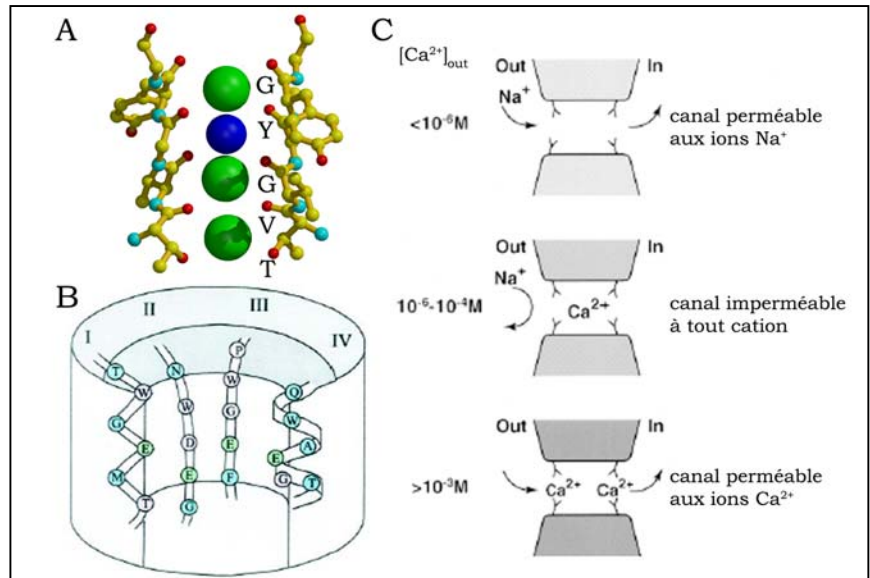 A
G
Y
G
V
T
B
I
II
III
IV
T
W
G
E
M
T
N
W
D
E
G
P
W
G
E
F
Q
W
A
E
G
T
C
[Ca²⁺]out
Out In
Na⁺
<10⁻⁶M
canal perméable
aux ions Na⁺
Out In
Na⁺
10⁻⁶-10⁻⁴M
Ca²⁺
canal imperméable
à tout cation
Out In
>10⁻³M
Ca²⁺ Ca²⁺
canal perméable
aux ions Ca²⁺